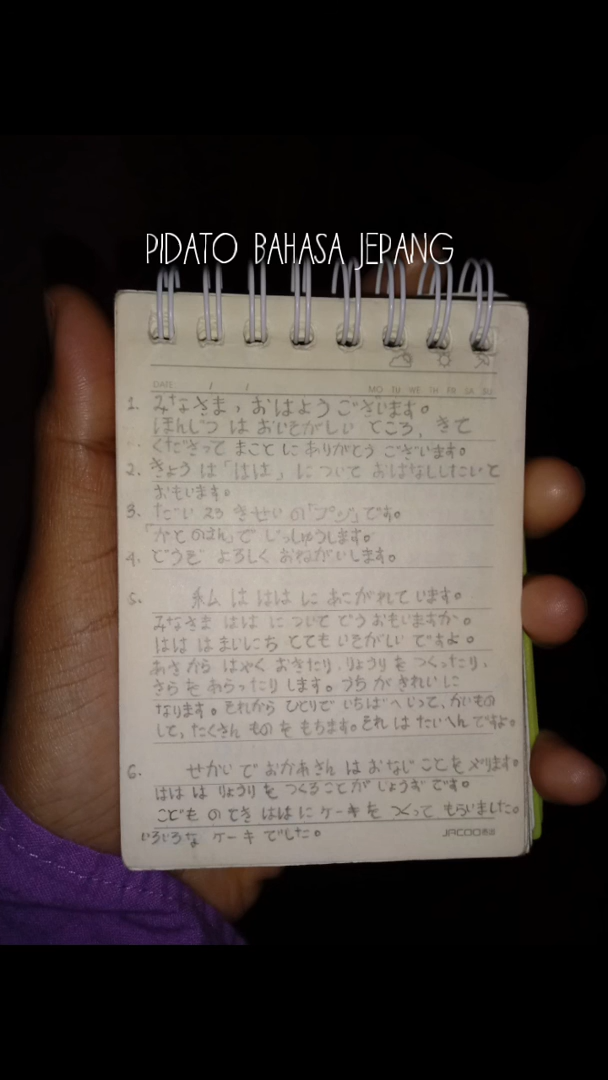 PIDATO BAHASA JEPANG
DATE / /
MO TU WE TH FR SA SU
1. みなさま、おはようございます。
ほんじつ は おいそがしい ところ、きて
くださって まこと に ありがとう ございます。
2. きょう は「はは」に ついて おはなししたいと
おもいます。
3. だい 23 きせい の「プジ」です。
「かとのさん」で じっしゅうします。
4. どうぞ よろしく おねがいします。
5. 私 は はは に あこがれて います。
みなさま はは に ついて どう おもいますか。
はは は まいにち とても いそがしい ですよ。
あさ から はやく おきたり、りょうり を つくったり、
さら を あらったり します。うち が きれい に
なります。それから ひとりで いちば へ いって、かいもの
して、たくさん もの を もちます。それ は たいへん ですよ。
6. せかい で おかあさん は おなじ こと を メります。
はは は りょうり を つくる こと が じょうず です。
こども の とき はは に ケーキ を つくって もらいました。
いろいろな ケーキ でした。